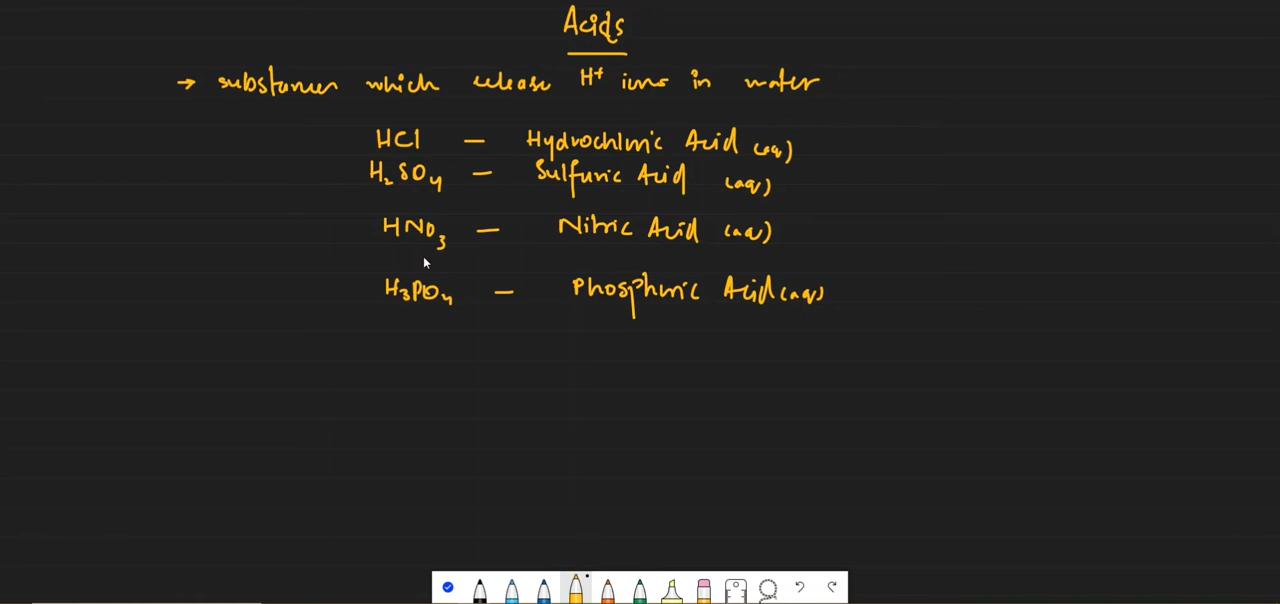 Acids
→ substances which release H⁺ ions in water
HCl — Hydrochloric Acid (aq)
H₂SO₄ — Sulfuric Acid (aq)
HNO₃ — Nitric Acid (aq)
H₃PO₄ — Phosphoric Acid (aq)